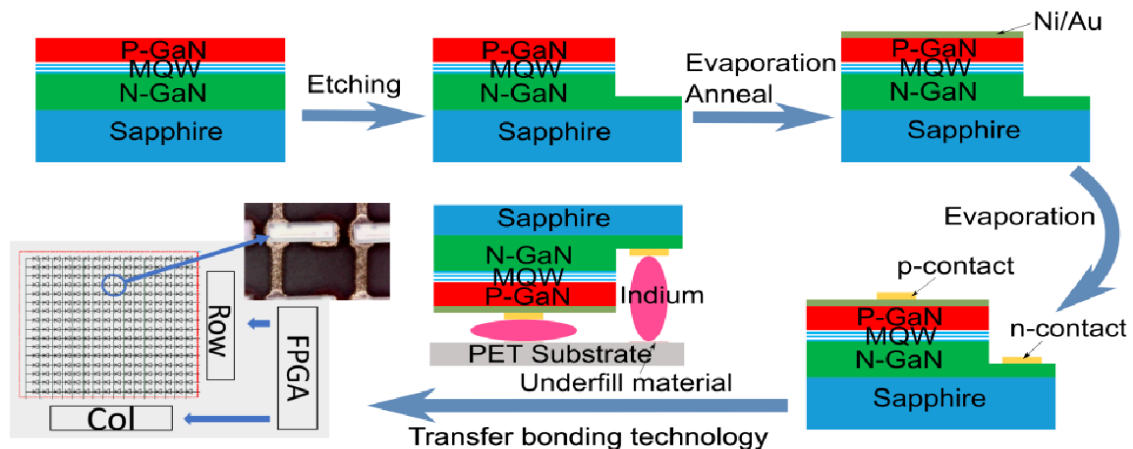 P-GaN
MQW
N-GaN
Sapphire
Etching
P-GaN
MQW
N-GaN
Sapphire
Evaporation
Anneal
Ni/Au
P-GaN
MQW
N-GaN
Sapphire
Evaporation
p-contact
n-contact
P-GaN
MQW
N-GaN
Sapphire
Transfer bonding technology
Sapphire
N-GaN
MQW
P-GaN
Indium
PET Substrate
Underfill material
Row
FPGA
Col